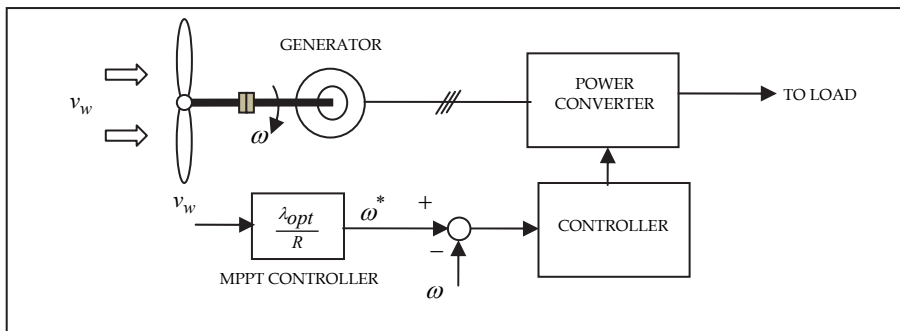 GENERATOR
POWER
CONVERTER
TO LOAD
v_w
ω
v_w
λ_opt
R
ω*
+
−
ω
MPPT CONTROLLER
CONTROLLER